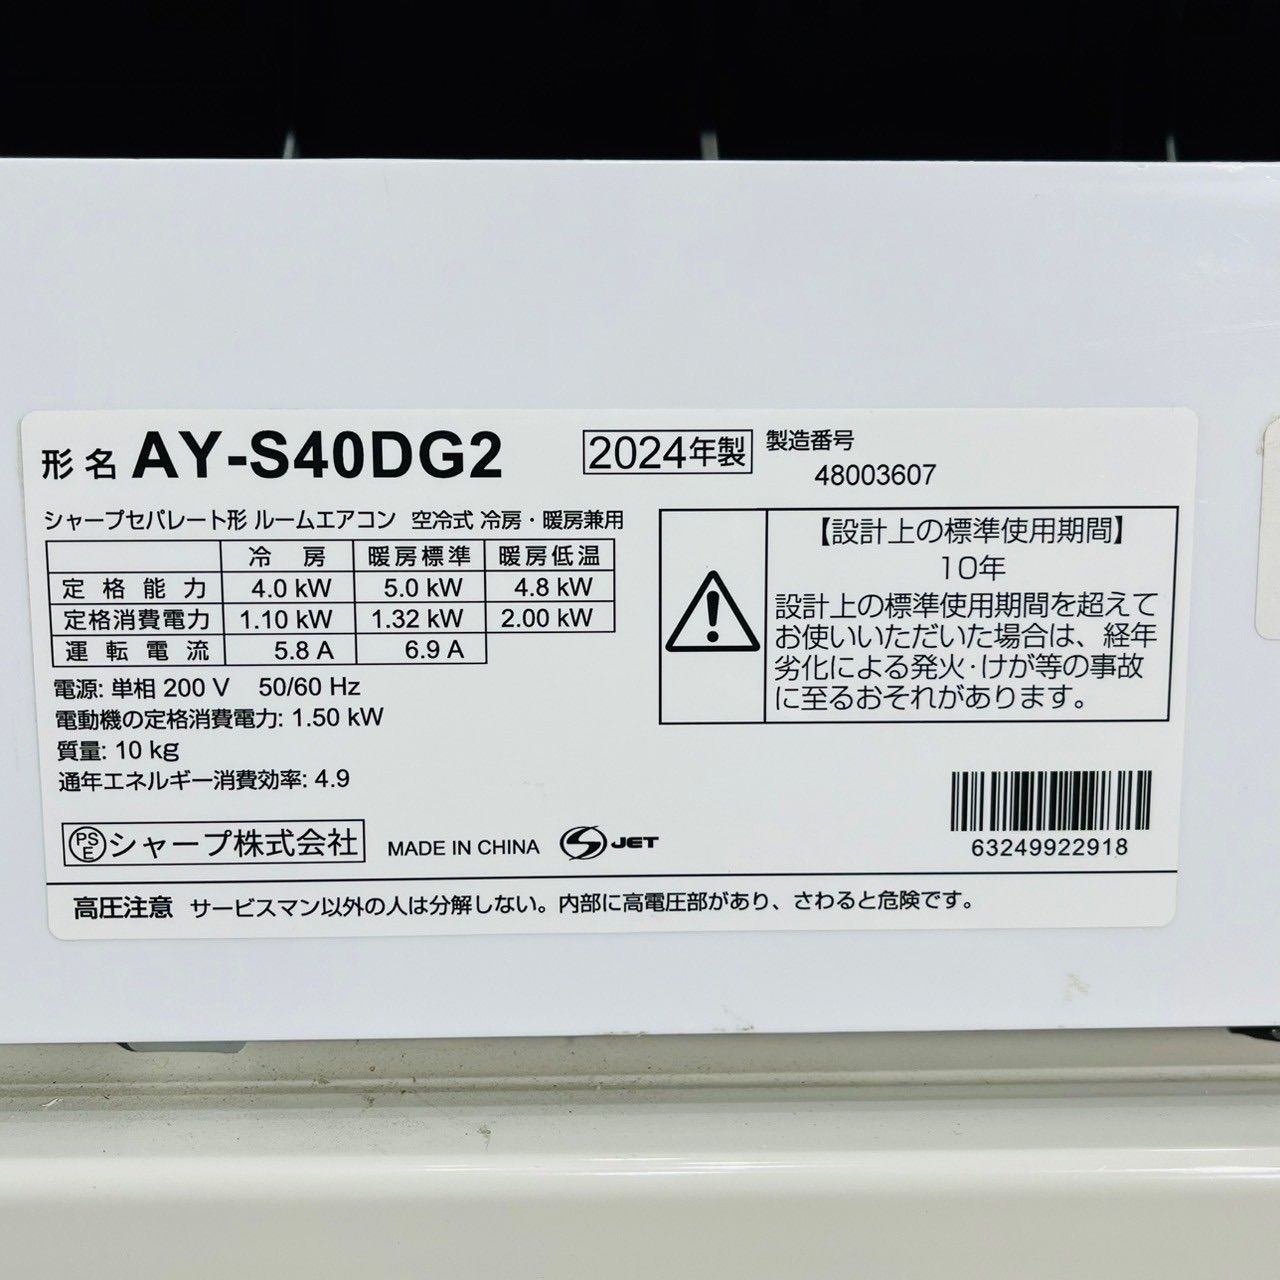 形名 AY-S40DG2 2024年製 製造番号
48003607
シャープセパレート形 ルームエアコン 空冷式 冷房・暖房兼用
冷 房 暖房標準 暖房低温
定格能力 4.0 kW 5.0 kW 4.8 kW
定格消費電力 1.10 kW 1.32 kW 2.00 kW
運転電流 5.8 A 6.9 A
電源: 単相 200 V 50/60 Hz
電動機の定格消費電力: 1.50 kW
質量: 10 kg
通年エネルギー消費効率: 4.9
【設計上の標準使用期間】
10年
設計上の標準使用期間を超えて
お使いいただいた場合は、経年
劣化による発火・けが等の事故
に至るおそれがあります。
PSE シャープ株式会社 MADE IN CHINA S JET
63249922918
高圧注意 サービスマン以外の人は分解しない。内部に高電圧部があり、さわると危険です。